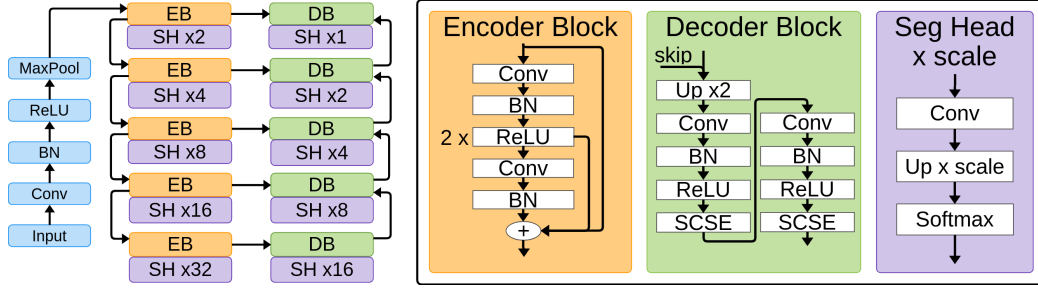 MaxPool
ReLU
BN
Conv
Input
EB
SH x2
DB
SH x1
EB
SH x4
DB
SH x2
EB
SH x8
DB
SH x4
EB
SH x16
DB
SH x8
EB
SH x32
DB
SH x16
Encoder Block
Conv
BN
2 x
ReLU
Conv
BN
+
Decoder Block
skip
Up x2
Conv
BN
ReLU
SCSE
Conv
BN
ReLU
SCSE
Seg Head
x scale
Conv
Up x scale
Softmax